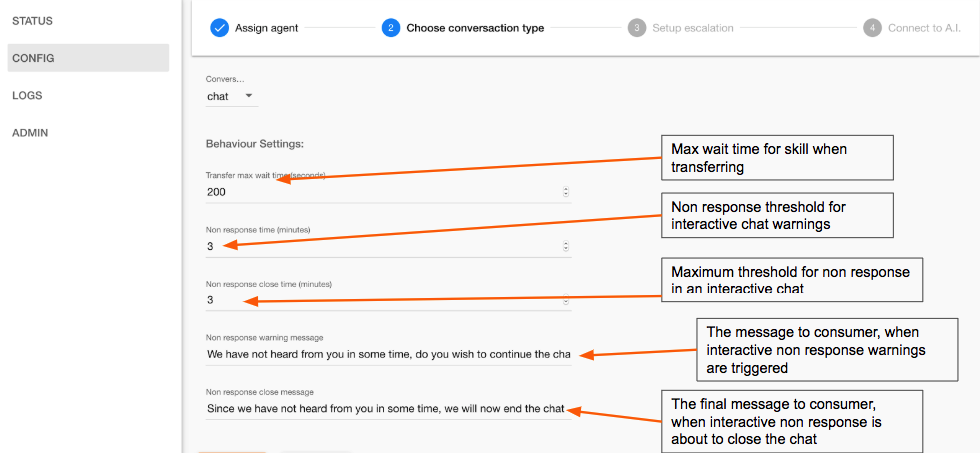 STATUS
CONFIG
LOGS
ADMIN
Assign agent
2 Choose conversaction type
3 Setup escalation
4 Connect to A.I.
Convers...
chat
Behaviour Settings:
Transfer max wait time (seconds)
200
Non response time (minutes)
3
Non response close time (minutes)
3
Non response warning message
We have not heard from you in some time, do you wish to continue the cha
Non response close message
Since we have not heard from you in some time, we will now end the chat
Max wait time for skill when
transferring
Non response threshold for
interactive chat warnings
Maximum threshold for non response
in an interactive chat
The message to consumer, when
interactive non response warnings
are triggered
The final message to consumer,
when interactive non response is
about to close the chat